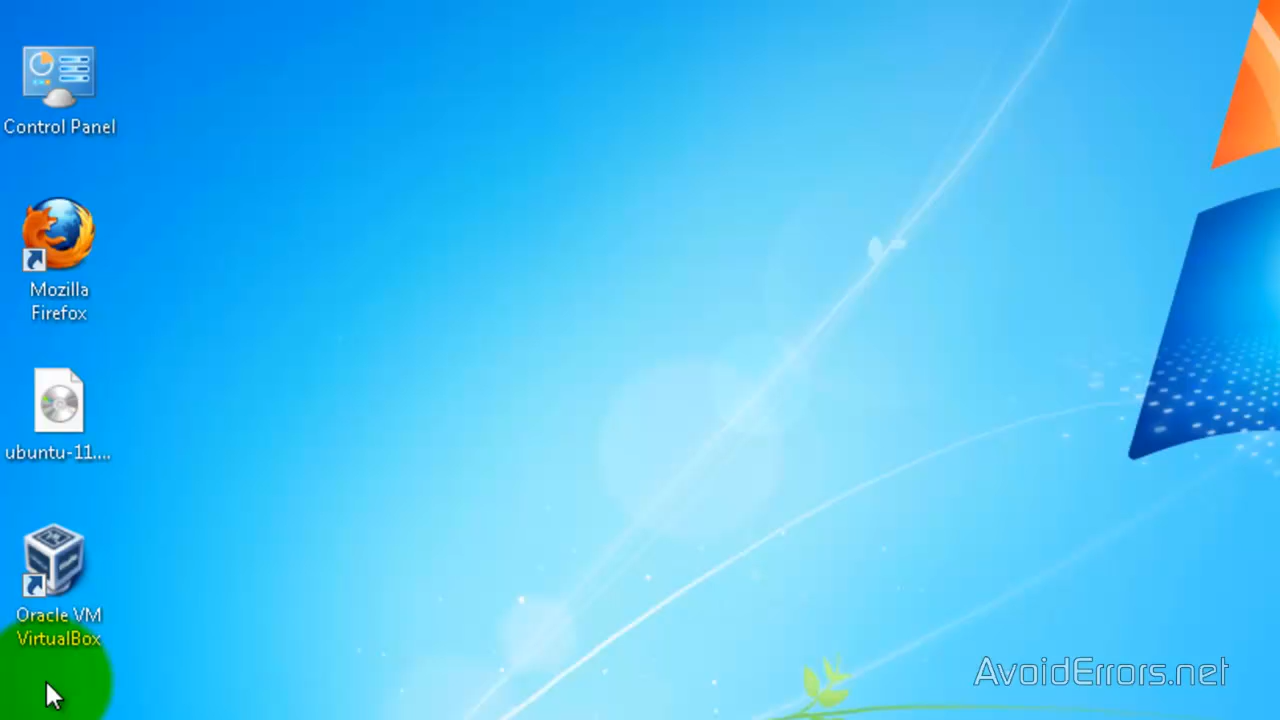 Control Panel
Mozilla
Firefox
ubuntu-11....
Oracle VM
VirtualBox
AvoidErrors.net